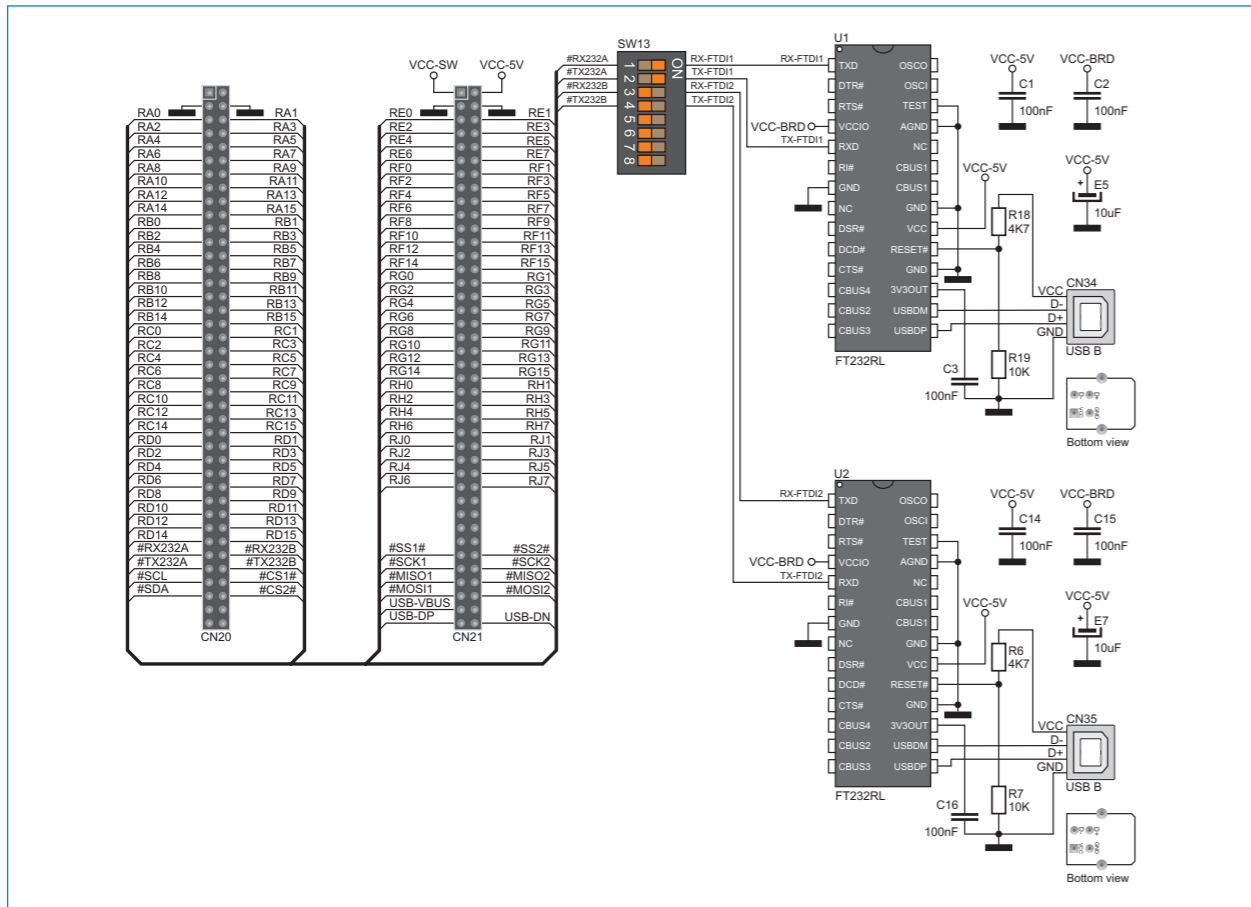 VCC-SW VCC-5V
RA0 RA1
RA2 RA3
RA4 RA5
RA6 RA7
RA8 RA9
RA10 RA11
RA12 RA13
RA14 RA15
RB0 RB1
RB2 RB3
RB4 RB5
RB6 RB7
RB8 RB9
RB10 RB11
RB12 RB13
RB14 RB15
RC0 RC1
RC2 RC3
RC4 RC5
RC6 RC7
RC8 RC9
RC10 RC11
RC12 RC13
RC14 RC15
RD0 RD1
RD2 RD3
RD4 RD5
RD6 RD7
RD8 RD9
RD10 RD11
RD12 RD13
RD14 RD15
#RX232A #RX232B
#TX232A #TX232B
#SCL #CS1#
#SDA #CS2#
CN20
RE0 RE1
RE2 RE3
RE4 RE5
RE6 RE7
RF0 RF1
RF2 RF3
RF4 RF5
RF6 RF7
RF8 RF9
RF10 RF11
RF12 RF13
RF14 RF15
RG0 RG1
RG2 RG3
RG4 RG5
RG6 RG7
RG8 RG9
RG10 RG11
RG12 RG13
RG14 RG15
RH0 RH1
RH2 RH3
RH4 RH5
RH6 RH7
RJ0 RJ1
RJ2 RJ3
RJ4 RJ5
RJ6 RJ7
#SS1# #SS2#
#SCK1 #SCK2
#MISO1 #MISO2
#MOSI1 #MOSI2
USB-VBUS
USB-DP USB-DN
CN21
SW13
ON
#RX232A 1 RX-FTDI1 RX-FTDI1
#TX232A 2 TX-FTDI1
#RX232B 3 RX-FTDI2
#TX232B 4 TX-FTDI2
5
6
7
8
VCC-BRD
TX-FTDI1
U1
TXD OSCO
DTR# OSCI
RTS# TEST
VCCIO AGND
RXD NC
RI# CBUS1
GND CBUS1
NC GND
DSR# VCC
DCD# RESET#
CTS# GND
CBUS4 3V3OUT
CBUS2 USBDM
CBUS3 USBDP
FT232RL
VCC-5V
R18
4K7
R19
10K
C3
100nF
VCC-5V
C1
100nF
VCC-BRD
C2
100nF
VCC-5V
+
E5
10uF
CN34
VCC
D-
D+
GND
USB B
Bottom view
RX-FTDI2
VCC-BRD
TX-FTDI2
U2
TXD OSCO
DTR# OSCI
RTS# TEST
VCCIO AGND
RXD NC
RI# CBUS1
GND CBUS1
NC GND
DSR# VCC
DCD# RESET#
CTS# GND
CBUS4 3V3OUT
CBUS2 USBDM
CBUS3 USBDP
FT232RL
VCC-5V
R6
4K7
R7
10K
C16
100nF
VCC-5V
C14
100nF
VCC-BRD
C15
100nF
VCC-5V
+
E7
10uF
CN35
VCC
D-
D+
GND
USB B
Bottom view